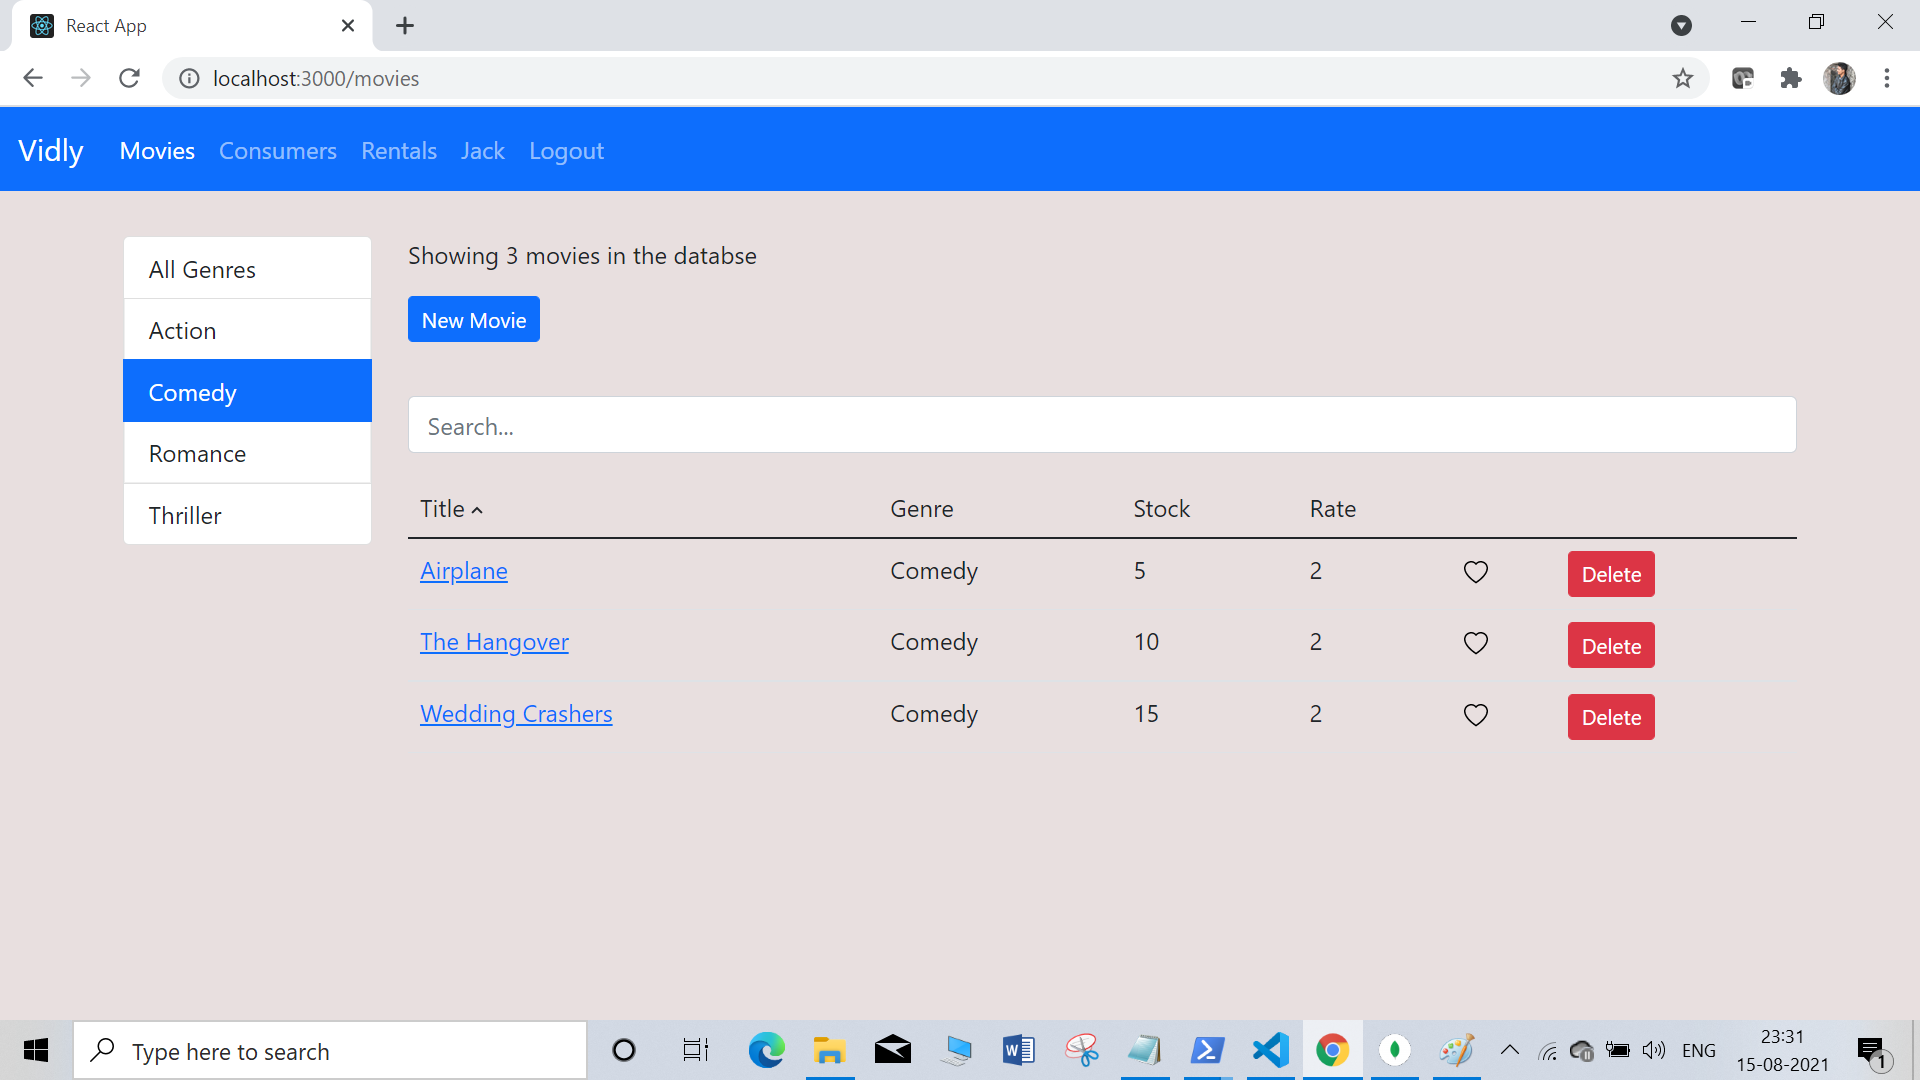 React App
localhost:3000/movies
Vidly Movies Consumers Rentals Jack Logout
All Genres
Action
Comedy
Romance
Thriller
Showing 3 movies in the databse
New Movie
Search...
Title Genre Stock Rate
Airplane Comedy 5 2 Delete
The Hangover Comedy 10 2 Delete
Wedding Crashers Comedy 15 2 Delete
Type here to search
ENG
23:31
15-08-2021
1